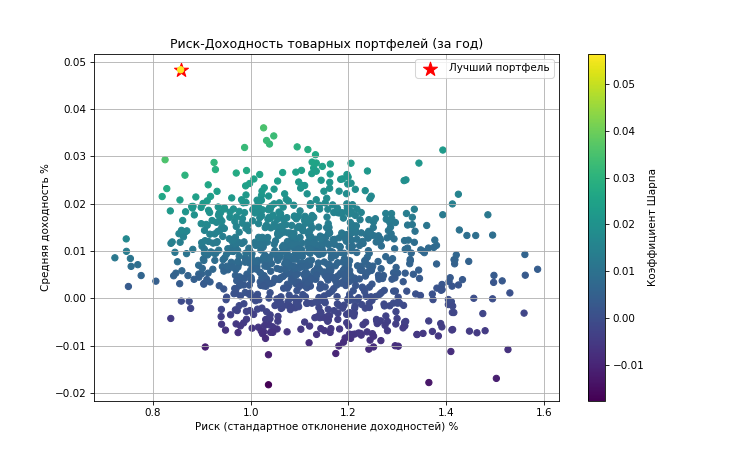 Риск-Доходность товарных портфелей (за год)
Лучший портфель
Средняя доходность %
0.05
0.04
0.03
0.02
0.01
0.00
−0.01
−0.02
0.8 1.0 1.2 1.4 1.6
Риск (стандартное отклонение доходностей) %
0.05
0.04
0.03
0.02
0.01
0.00
−0.01
Коэффициент Шарпа